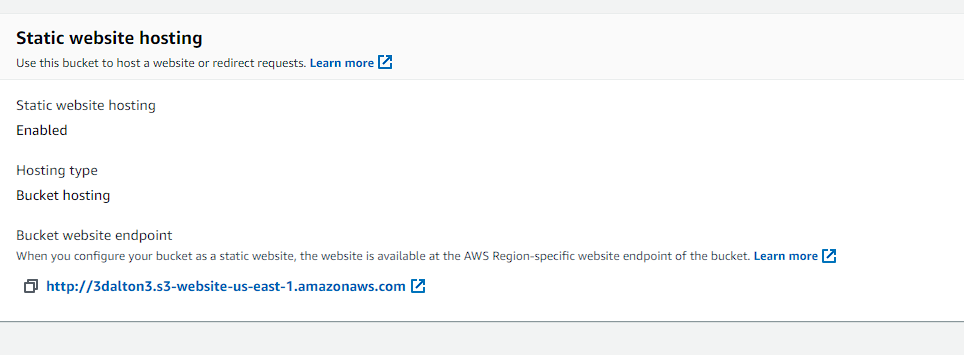 Static website hosting
Use this bucket to host a website or redirect requests. Learn more
Static website hosting
Enabled
Hosting type
Bucket hosting
Bucket website endpoint
When you configure your bucket as a static website, the website is available at the AWS Region-specific website endpoint of the bucket. Learn more
http://3dalton3.s3-website-us-east-1.amazonaws.com